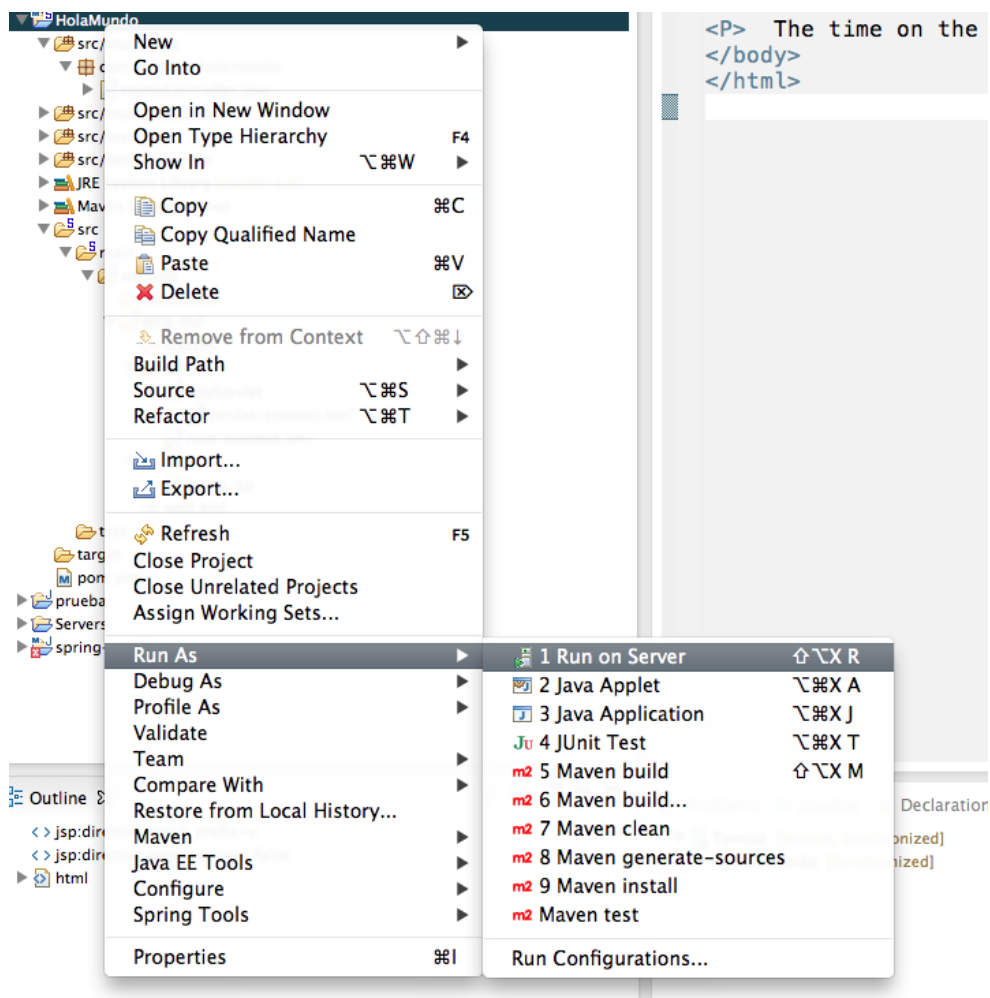 HolaMundo
src/
src/
src/
src/
JRE
Mav
src
targ
pom
prueba
Servers
spring-
New
Go Into
Open in New Window
Open Type Hierarchy F4
Show In ⌥⌘W
Copy ⌘C
Copy Qualified Name
Paste ⌘V
Delete ⌦
Remove from Context ⌥⇧⌘↓
Build Path
Source ⌥⌘S
Refactor ⌥⌘T
Import...
Export...
Refresh F5
Close Project
Close Unrelated Projects
Assign Working Sets...
Run As
Debug As
Profile As
Validate
Team
Compare With
Restore from Local History...
Maven
Java EE Tools
Configure
Spring Tools
Properties ⌘I
1 Run on Server ⇧⌥X R
2 Java Applet ⌥⌘X A
3 Java Application ⌥⌘X J
4 JUnit Test ⌥⌘X T
5 Maven build ⇧⌥X M
6 Maven build...
7 Maven clean
8 Maven generate-sources
9 Maven install
Maven test
Run Configurations...
<P> The time on the
</body>
</html>
Outline
jsp:dire
jsp:dire
html
Declaration
onized]
nized]